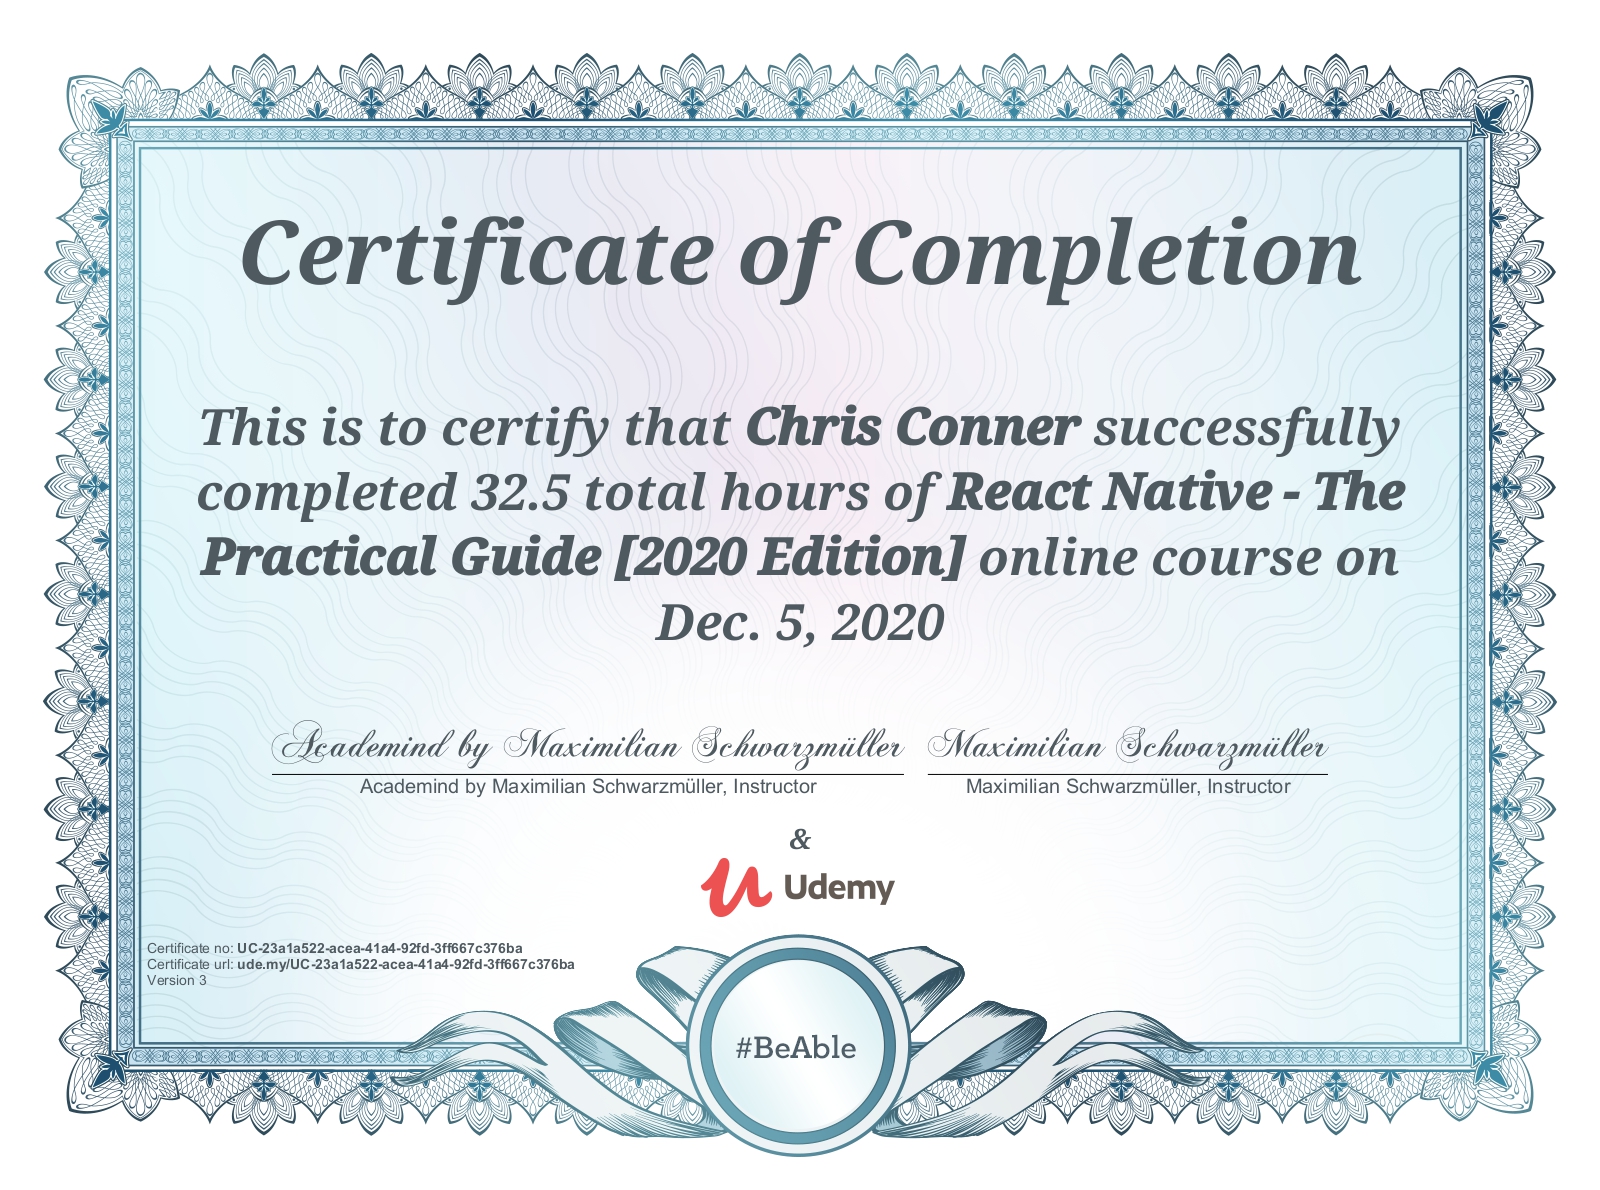 Certificate of Completion
This is to certify that Chris Conner successfully
completed 32.5 total hours of React Native - The
Practical Guide [2020 Edition] online course on
Dec. 5, 2020
Academind by Maximilian Schwarzmüller Maximilian Schwarzmüller
Academind by Maximilian Schwarzmüller, Instructor Maximilian Schwarzmüller, Instructor
&
Udemy
Certificate no: UC-23a1a522-acea-41a4-92fd-3ff667c376ba
Certificate url: ude.my/UC-23a1a522-acea-41a4-92fd-3ff667c376ba
Version 3
#BeAble